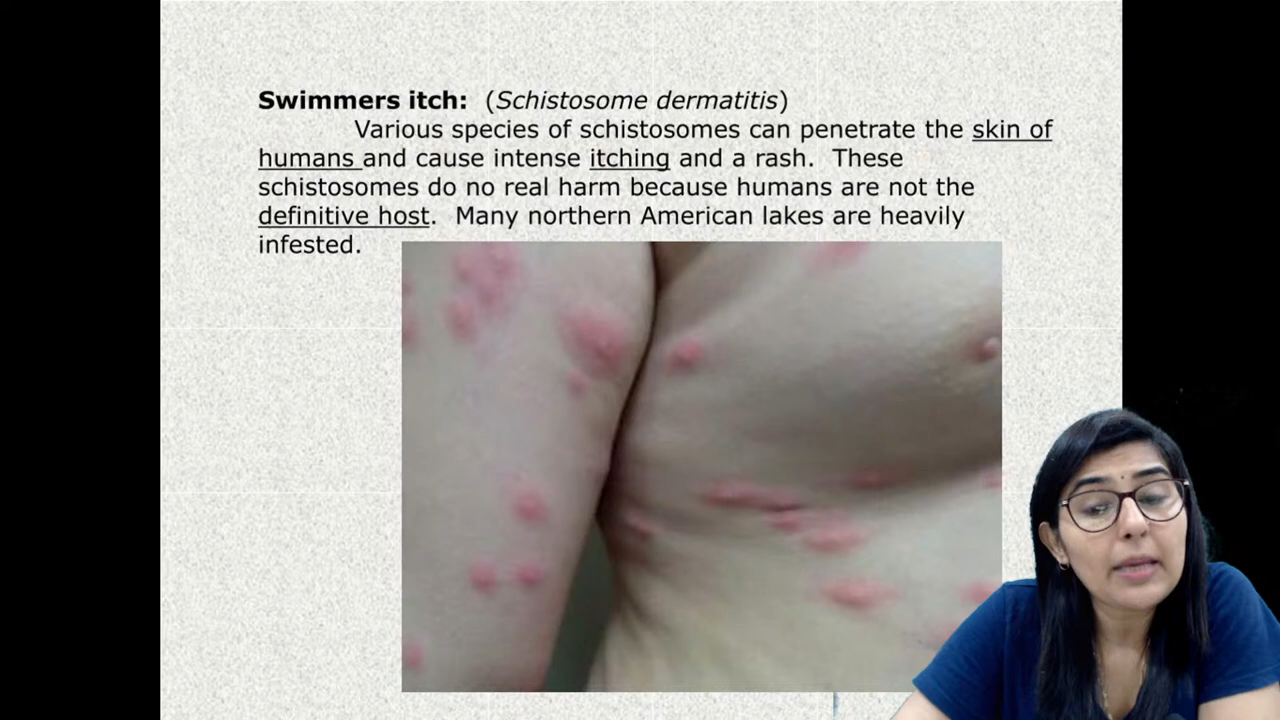 Swimmers itch: (Schistosome dermatitis)
Various species of schistosomes can penetrate the skin of
humans and cause intense itching and a rash. These
schistosomes do no real harm because humans are not the
definitive host. Many northern American lakes are heavily
infested.